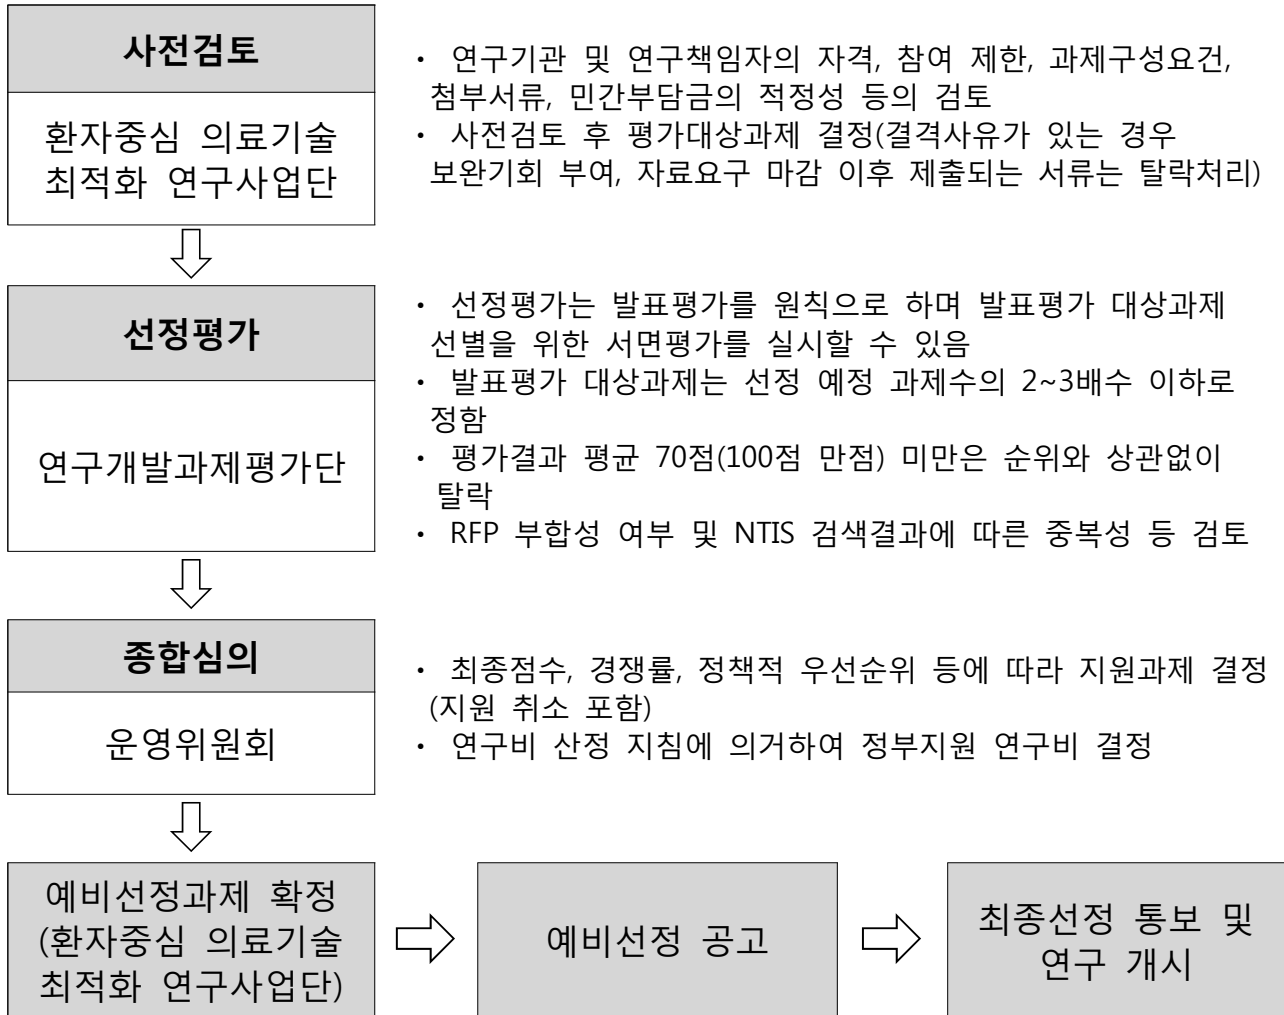 사전검토
환자중심 의료기술
최적화 연구사업단
· 연구기관 및 연구책임자의 자격, 참여 제한, 과제구성요건,
첨부서류, 민간부담금의 적정성 등의 검토
· 사전검토 후 평가대상과제 결정(결격사유가 있는 경우
보완기회 부여, 자료요구 마감 이후 제출되는 서류는 탈락처리)
선정평가
연구개발과제평가단
· 선정평가는 발표평가를 원칙으로 하며 발표평가 대상과제
선별을 위한 서면평가를 실시할 수 있음
· 발표평가 대상과제는 선정 예정 과제수의 2~3배수 이하로
정함
· 평가결과 평균 70점(100점 만점) 미만은 순위와 상관없이
탈락
· RFP 부합성 여부 및 NTIS 검색결과에 따른 중복성 등 검토
종합심의
운영위원회
· 최종점수, 경쟁률, 정책적 우선순위 등에 따라 지원과제 결정
(지원 취소 포함)
· 연구비 산정 지침에 의거하여 정부지원 연구비 결정
예비선정과제 확정
(환자중심 의료기술
최적화 연구사업단)
예비선정 공고
최종선정 통보 및
연구 개시